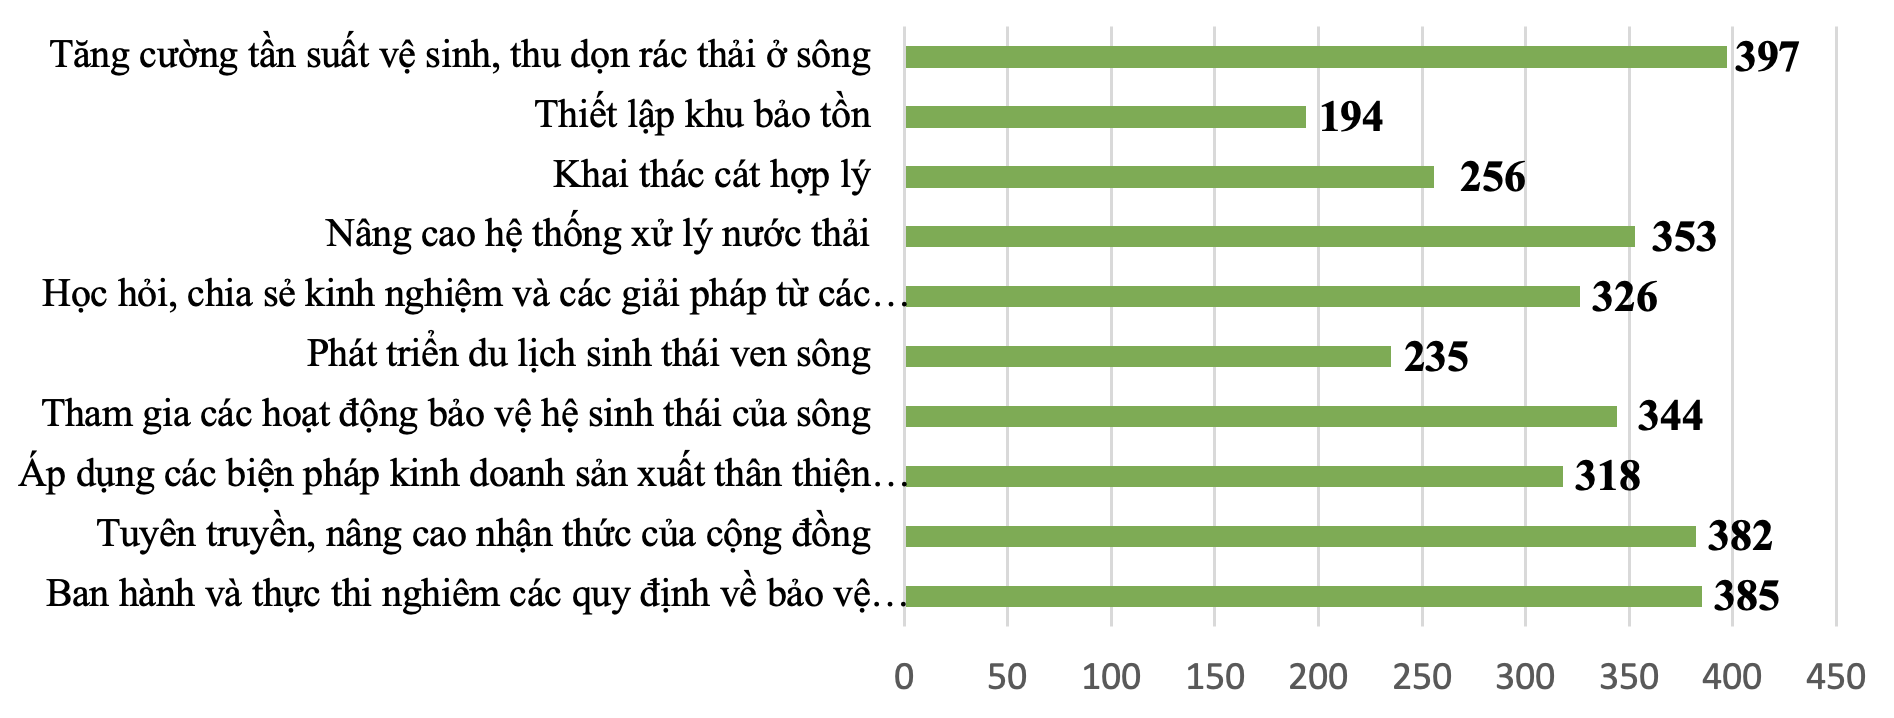 Tăng cường tần suất vệ sinh, thu dọn rác thải ở sông 397
Thiết lập khu bảo tồn 194
Khai thác cát hợp lý 256
Nâng cao hệ thống xử lý nước thải 353
Học hỏi, chia sẻ kinh nghiệm và các giải pháp từ các… 326
Phát triển du lịch sinh thái ven sông 235
Tham gia các hoạt động bảo vệ hệ sinh thái của sông 344
Áp dụng các biện pháp kinh doanh sản xuất thân thiện… 318
Tuyên truyền, nâng cao nhận thức của cộng đồng 382
Ban hành và thực thi nghiêm các quy định về bảo vệ… 385
0 50 100 150 200 250 300 350 400 450